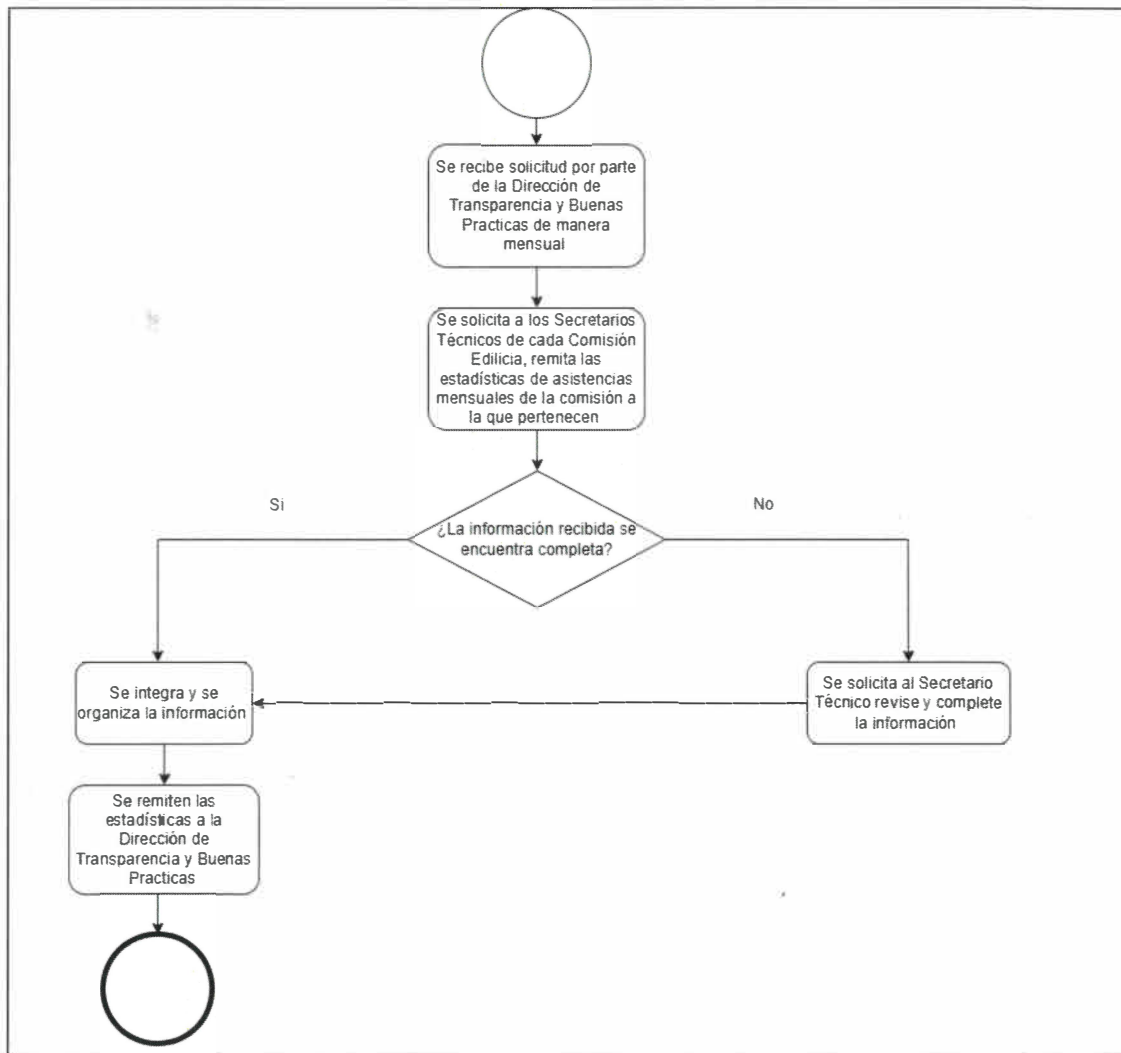 Se recibe solicitud por parte
de la Dirección de
Transparencia y Buenas
Practicas de manera
mensual
Se solicita a los Secretarios
Técnicos de cada Comisión
Edilicia, remita las
estadísticas de asistencias
mensuales de la comisión a
la que pertenecen
Si
No
¿La información recibida se
encuentra completa?
Se integra y se
organiza la información
Se solicita al Secretario
Técnico revise y complete
la información
Se remiten las
estadísticas a la
Dirección de
Transparencia y Buenas
Practicas